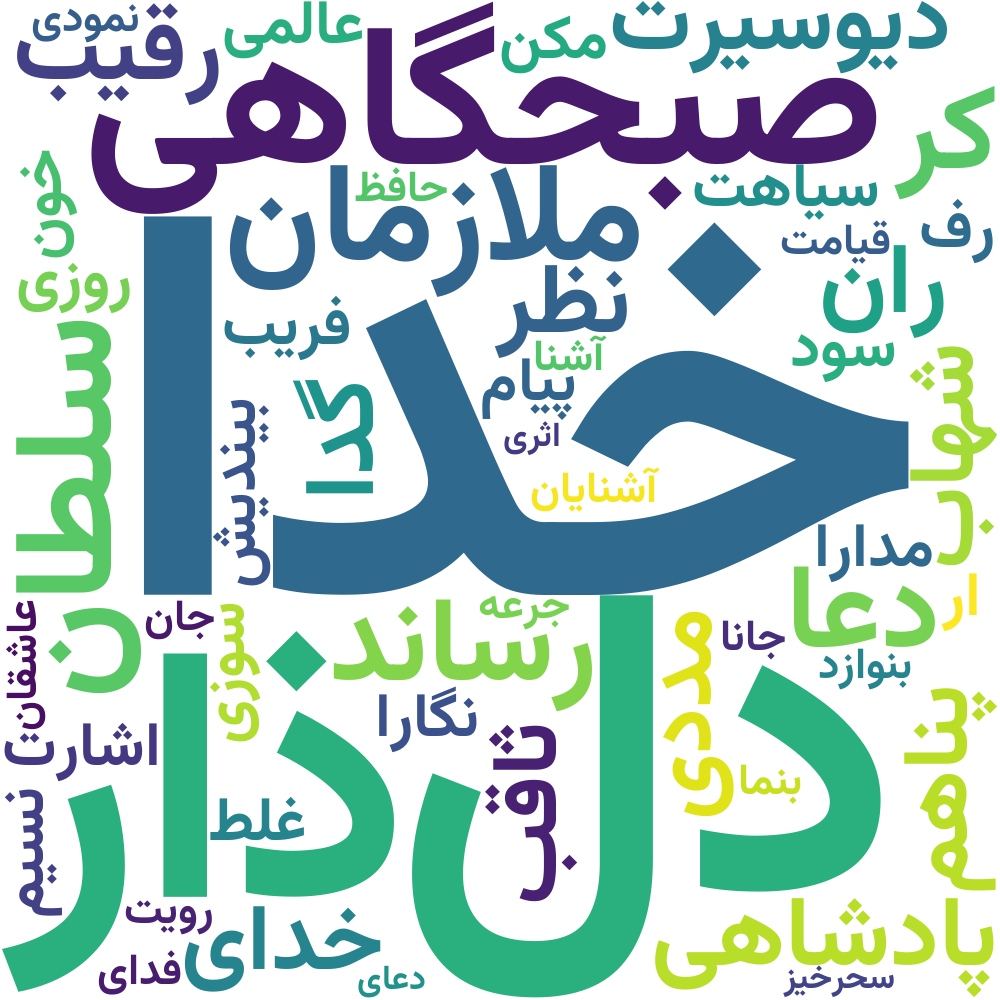 نمودی
رقیب
عالمی
مکن
دیوسیرت
صبحگاهی
کر
خون
حافظ
ملازمان
سیاهت
رف
قیامت
روزی
نظر
ران
فریب
سود
آشنا
سلطان
پیام
شهاب
گدا
بیندیش
اثری
خدا
آشنایان
مدارا
دعا
ار
عاشقان
جان
سوزی
جرعه
رساند
مددی
جانا
بنوازد
دل
ذار
نگارا
اشارت
ثاقب
پناهم
بنما
نسیم
غلط
رویت
خدای
پادشاهی
فدای
دعای
سحرخیز